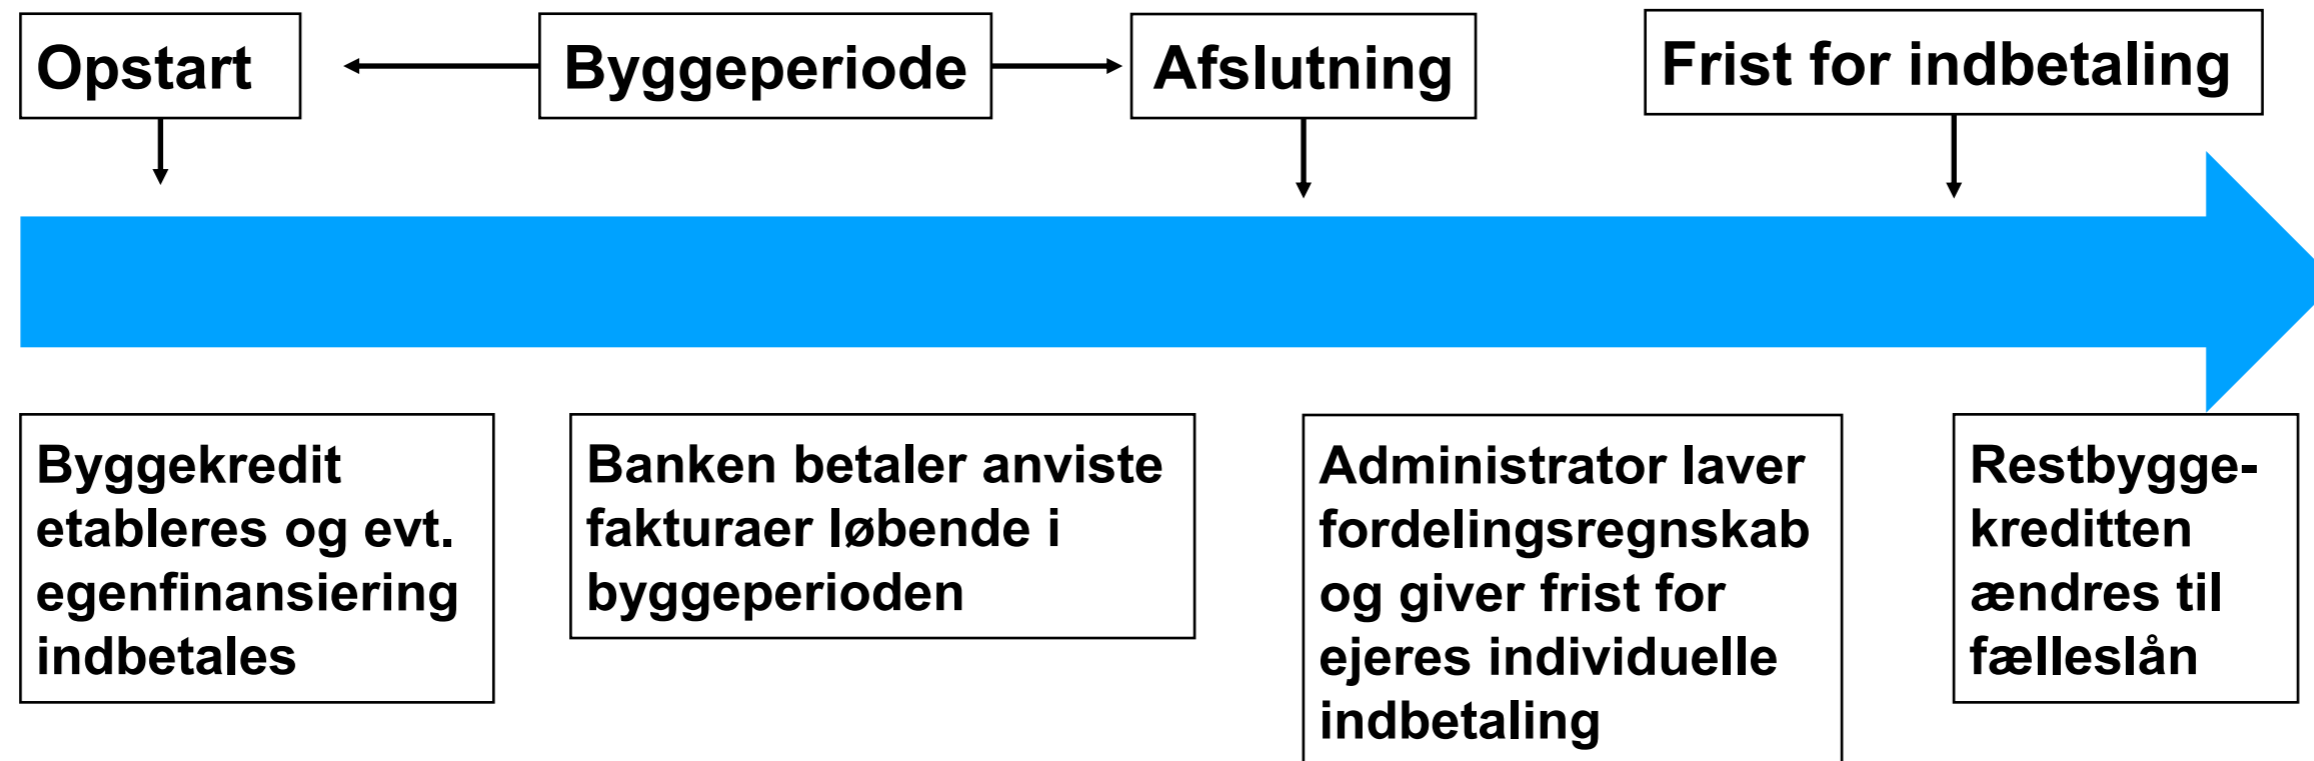 Opstart
Byggeperiode
Afslutning
Frist for indbetaling
Byggekredit
etableres og evt.
egenfinansiering
indbetales
Banken betaler anviste
fakturaer løbende i
byggeperioden
Administrator laver
fordelingsregnskab
og giver frist for
ejeres individuelle
indbetaling
Restbygge-
kreditten
ændres til
fælleslån